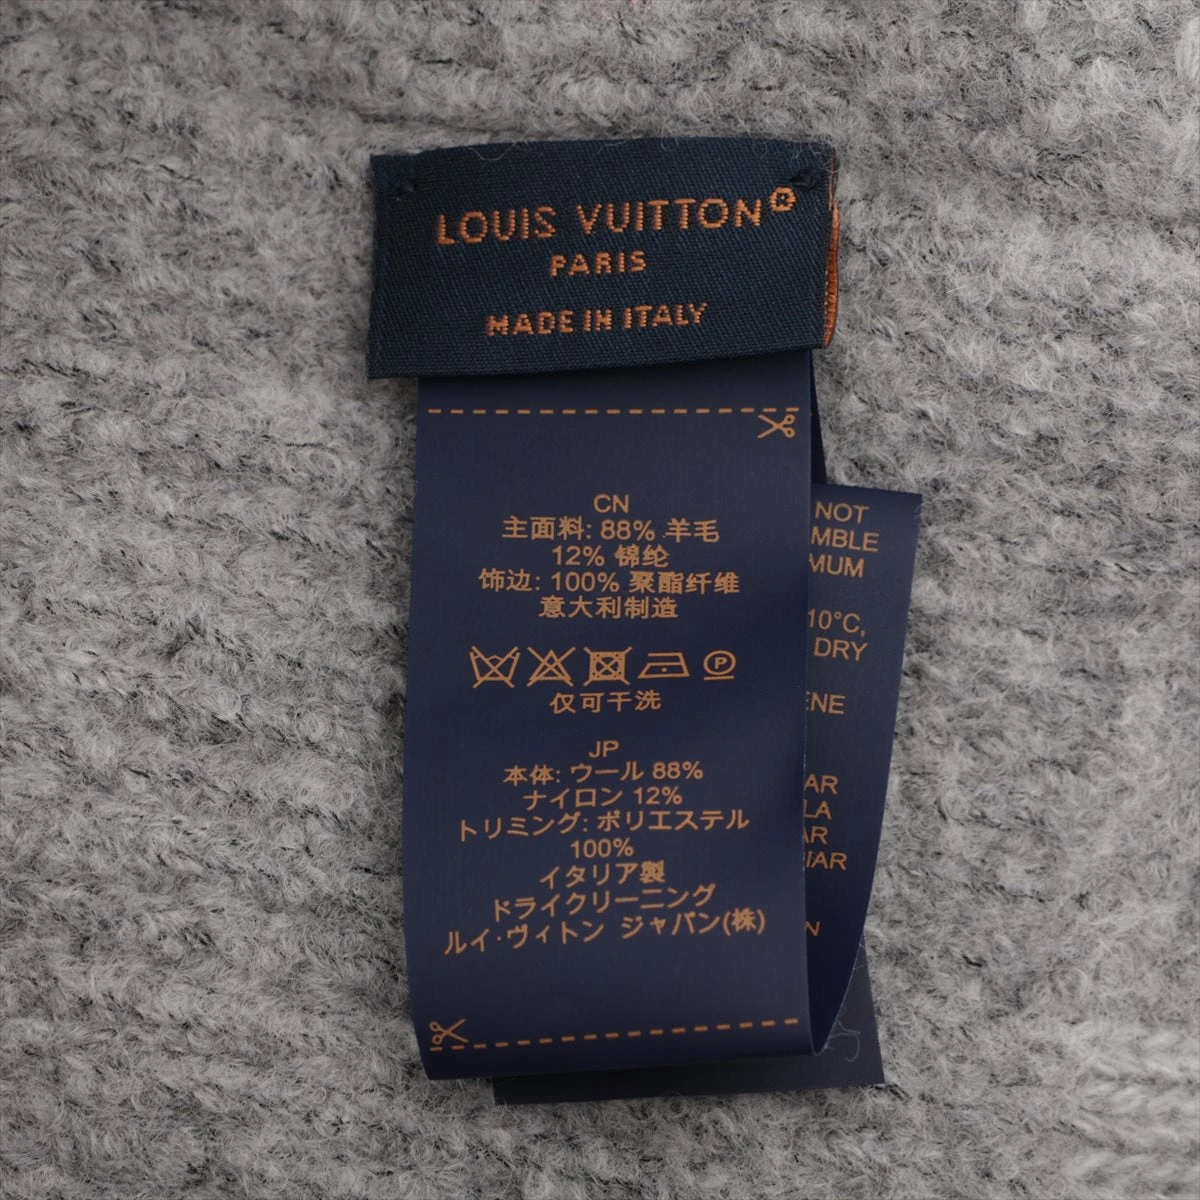 LOUIS VUITTON®
PARIS
MADE IN ITALY
CN
主面料: 88% 羊毛
12% 锦纶
饰边: 100% 聚酯纤维
意大利制造
P
仅可干洗
JP
本体: ウール 88%
ナイロン 12%
トリミング: ポリエステル
100%
イタリア製
ドライクリーニング
ルイ·ヴィトン ジャパン(株)
NOT
MBLE
MUM
10°C,
DRY
ENE
AR
LA
AR
IAR
N